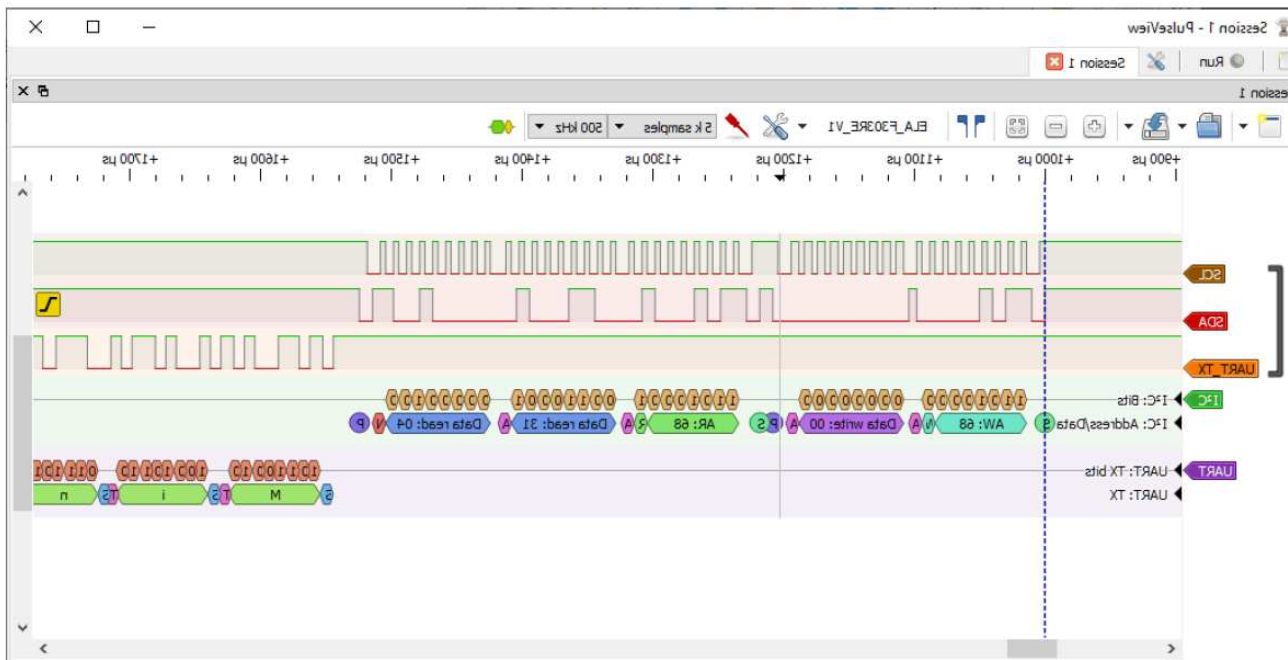 Session 1 - PulseView
Run Session 1
ession 1
ELA_F303RE_V1 5 k samples 500 kHz
+900 µs +1000 µs +1100 µs +1200 µs +1300 µs +1400 µs +1500 µs +1600 µs +1700 µs
SCL
SDA
UART_TX
I²C I²C: Bits
I²C: Address/Data S AW: 68 A Data write: 00 A P S AR: 68 R A Data read: 31 A Data read: 04 N P
UART UART: TX bits
UART: TX S M T S i T S n